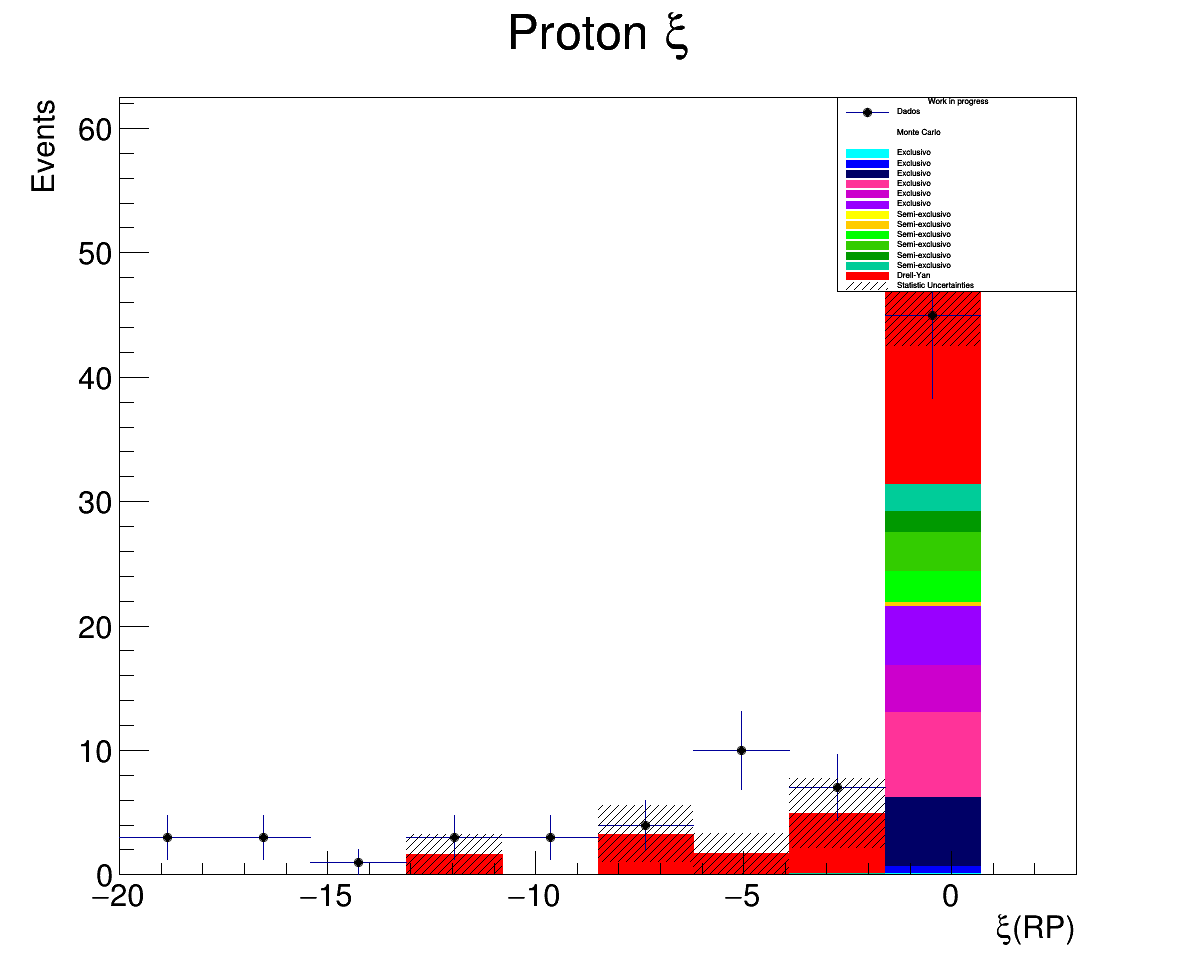 Proton ξ
Events
60
50
40
30
20
10
0
Work in progress
Dados
Monte Carlo
Exclusivo
Exclusivo
Exclusivo
Exclusivo
Exclusivo
Exclusivo
Semi-exclusivo
Semi-exclusivo
Semi-exclusivo
Semi-exclusivo
Semi-exclusivo
Semi-exclusivo
Drell-Yan
Statistic Uncertainties
−20 −15 −10 −5 0
ξ(RP)